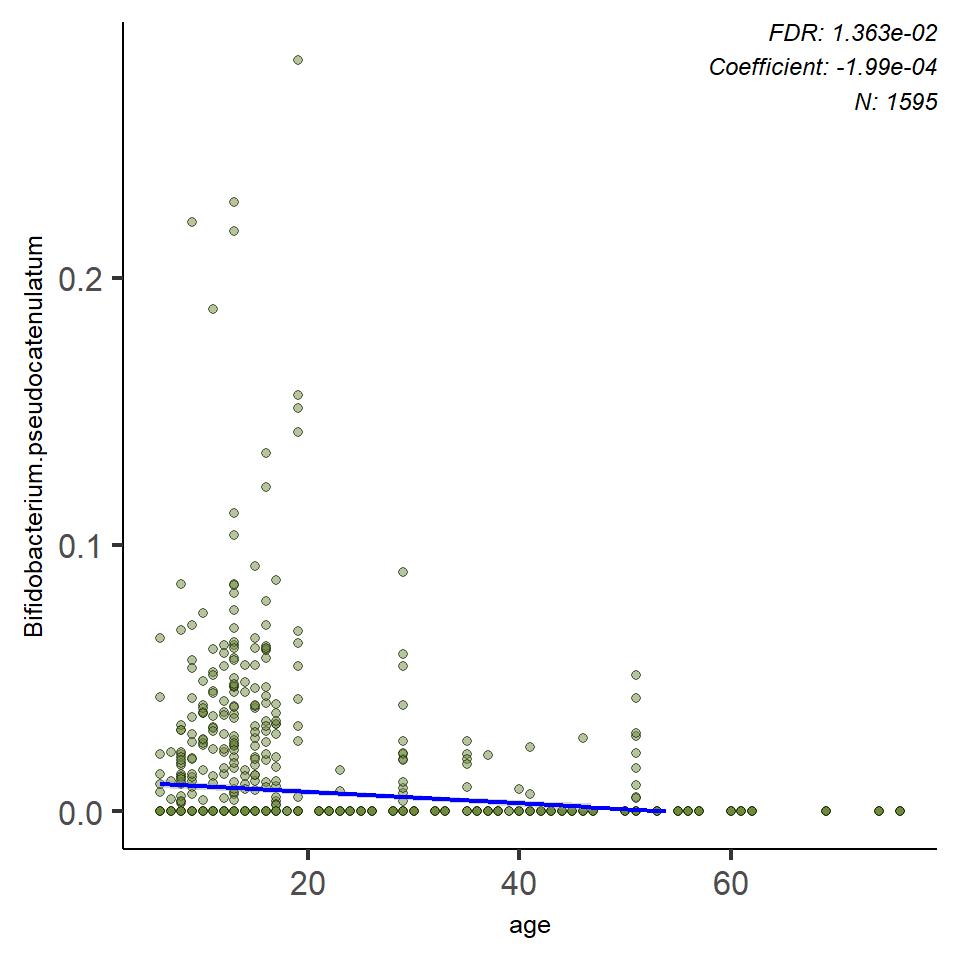 FDR: 1.363e-02
Coefficient: -1.99e-04
N: 1595
Bifidobacterium.pseudocatenulatum
0.2
0.1
0.0
20 40 60
age